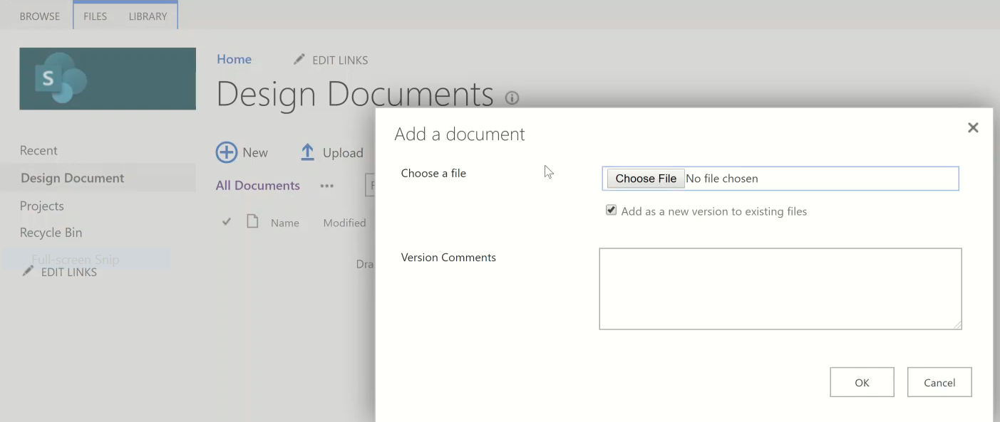 BROWSE FILES LIBRARY
S
Home EDIT LINKS
Design Documents
Add a document
Recent
New Upload
Design Document
All Documents ...
Choose a file
Choose File No file chosen
Projects
Add as a new version to existing files
Name Modified
Recycle Bin
Full-screen Snip
EDIT LINKS
Version Comments
OK Cancel